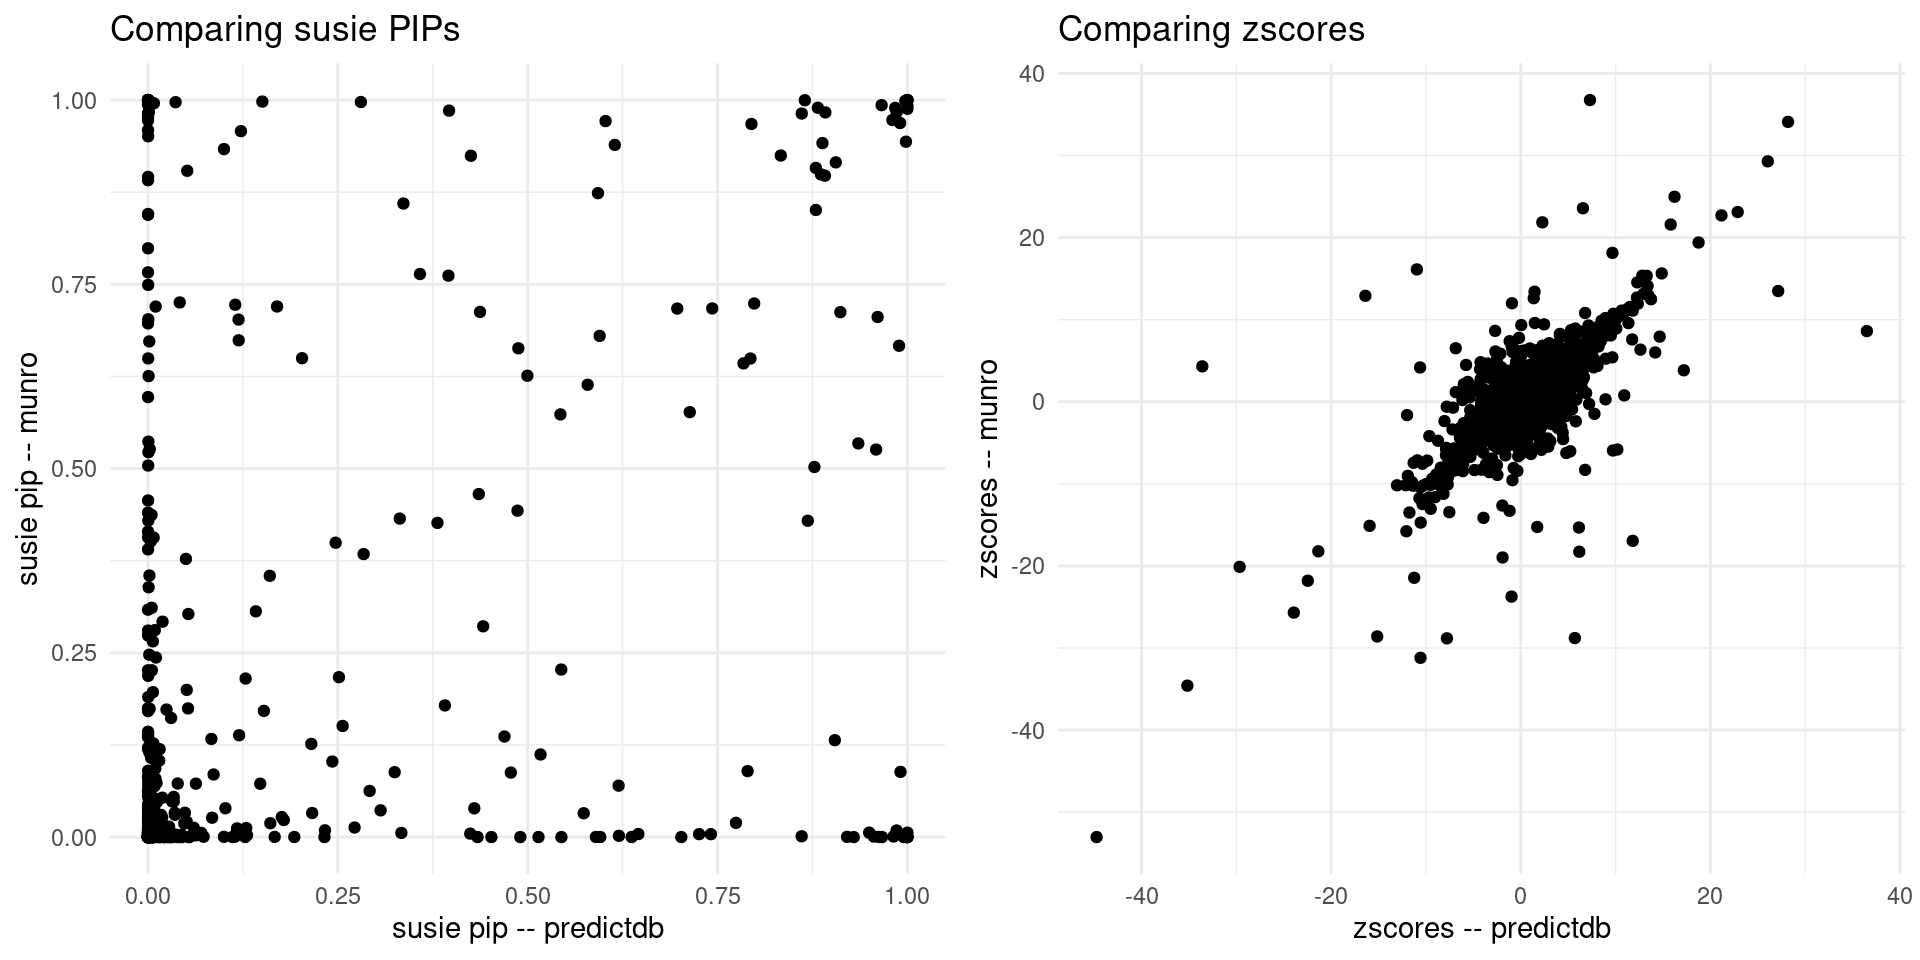 Comparing susie PIPs
susie pip -- munro
1.00
0.75
0.50
0.25
0.00
0.00 0.25 0.50 0.75 1.00
susie pip -- predictdb
Comparing zscores
zscores -- munro
40
20
0
-20
-40
-40 -20 0 20 40
zscores -- predictdb